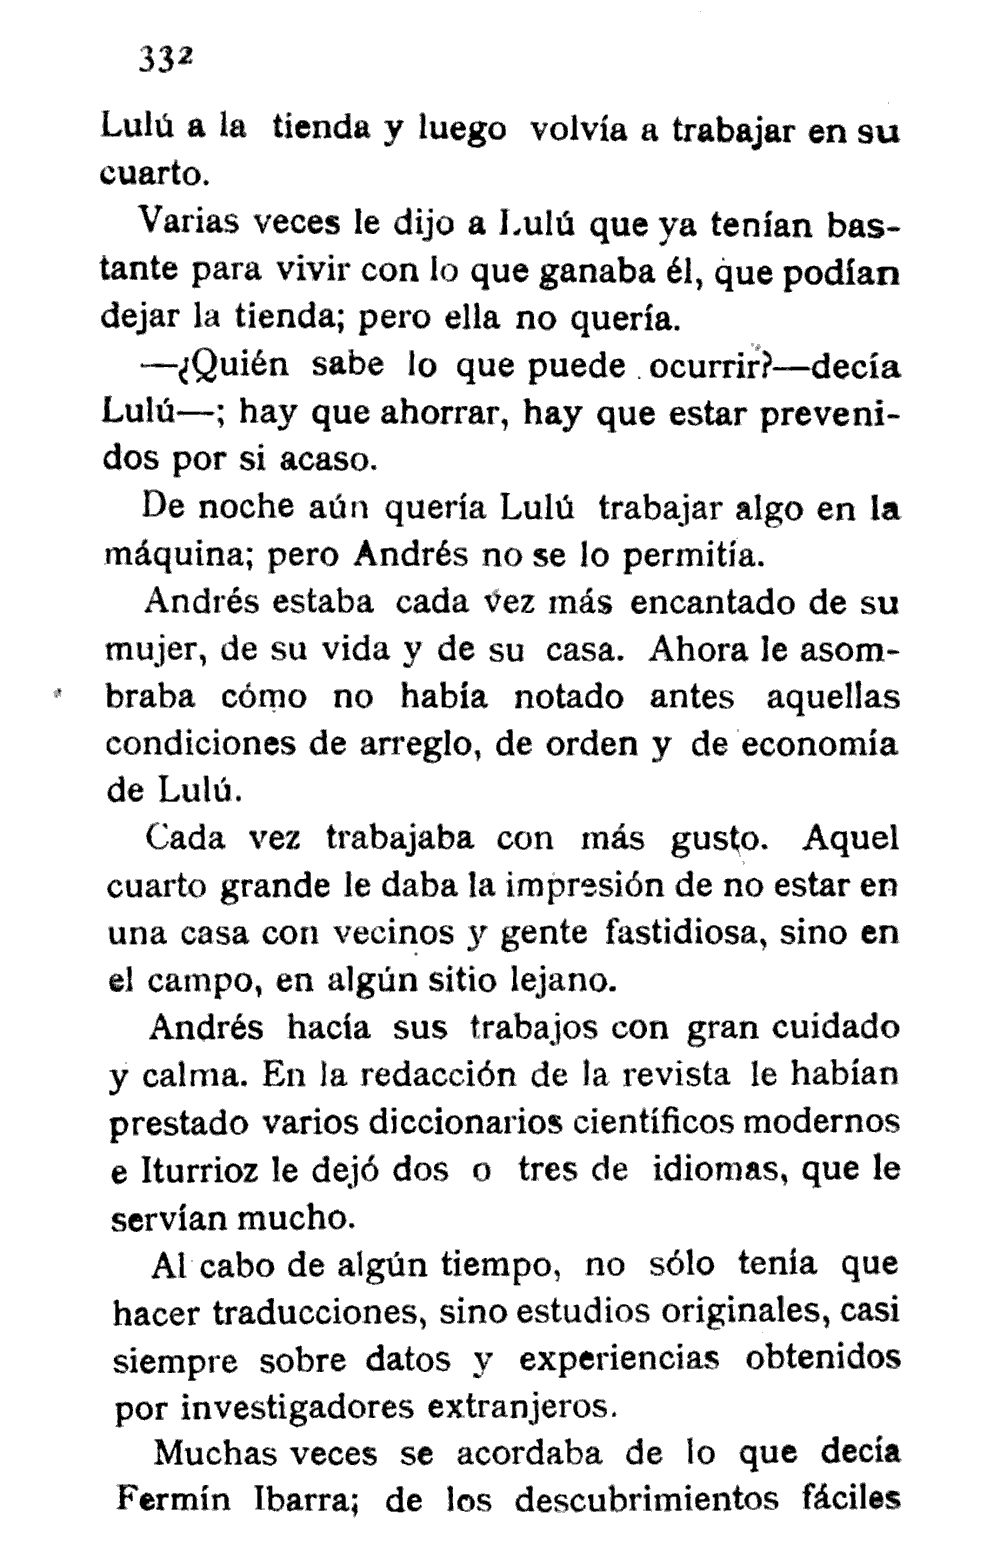 332
Lulú a la tienda y luego volvía a trabajar en su
cuarto.
Varias veces le dijo a Lulú que ya tenían bas-
tante para vivir con lo que ganaba él, que podían
dejar la tienda; pero ella no quería.
—¿Quién sabe lo que puede ocurrir?—decía
Lulú—; hay que ahorrar, hay que estar preveni-
dos por si acaso.
De noche aún quería Lulú trabajar algo en la
máquina; pero Andrés no se lo permitía.
Andrés estaba cada vez más encantado de su
mujer, de su vida y de su casa. Ahora le asom-
braba cómo no había notado antes aquellas
condiciones de arreglo, de orden y de economía
de Lulú.
Cada vez trabajaba con más gusto. Aquel
cuarto grande le daba la impresión de no estar en
una casa con vecinos y gente fastidiosa, sino en
el campo, en algún sitio lejano.
Andrés hacía sus trabajos con gran cuidado
y calma. En la redacción de la revista le habían
prestado varios diccionarios científicos modernos
e Iturrioz le dejó dos o tres de idiomas, que le
servían mucho.
Al cabo de algún tiempo, no sólo tenía que
hacer traducciones, sino estudios originales, casi
siempre sobre datos y experiencias obtenidos
por investigadores extranjeros.
Muchas veces se acordaba de lo que decía
Fermín Ibarra; de los descubrimientos fáciles